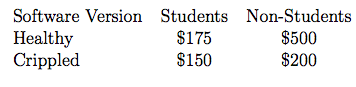 Software Version Students Non-Students
Healthy $175 $500
Crippled $150 $200